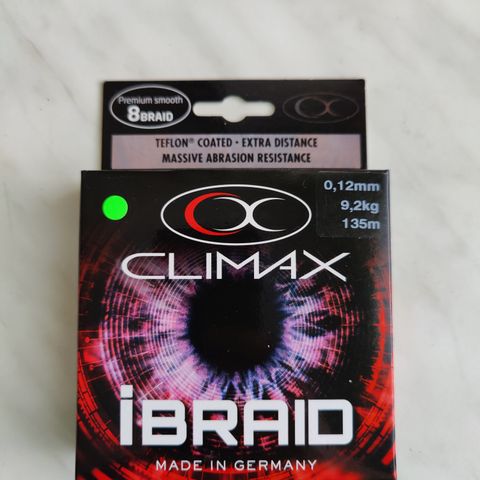 Premium smooth
8BRAID
TEFLON® COATED · EXTRA DISTANCE
MASSIVE ABRASION RESISTANCE
0,12mm
9,2kg
135m
CLIMAX
iBRAID
MADE IN GERMANY